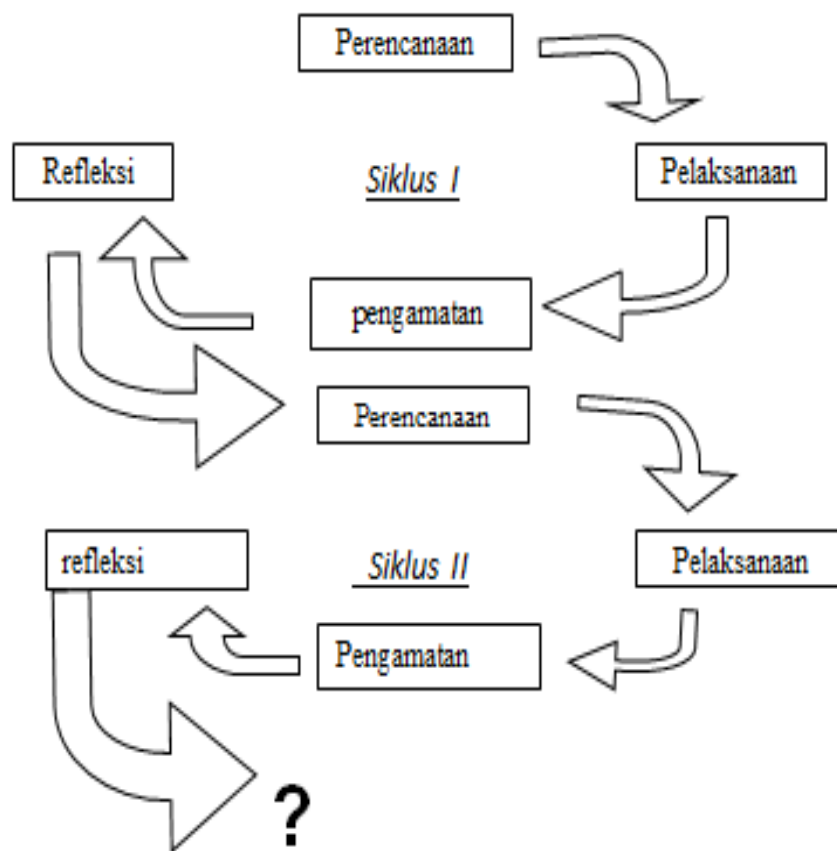 Perencanaan
Refleksi
Siklus I
Pelaksanaan
pengamatan
Perencanaan
refleksi
Siklus II
Pelaksanaan
Pengamatan
?